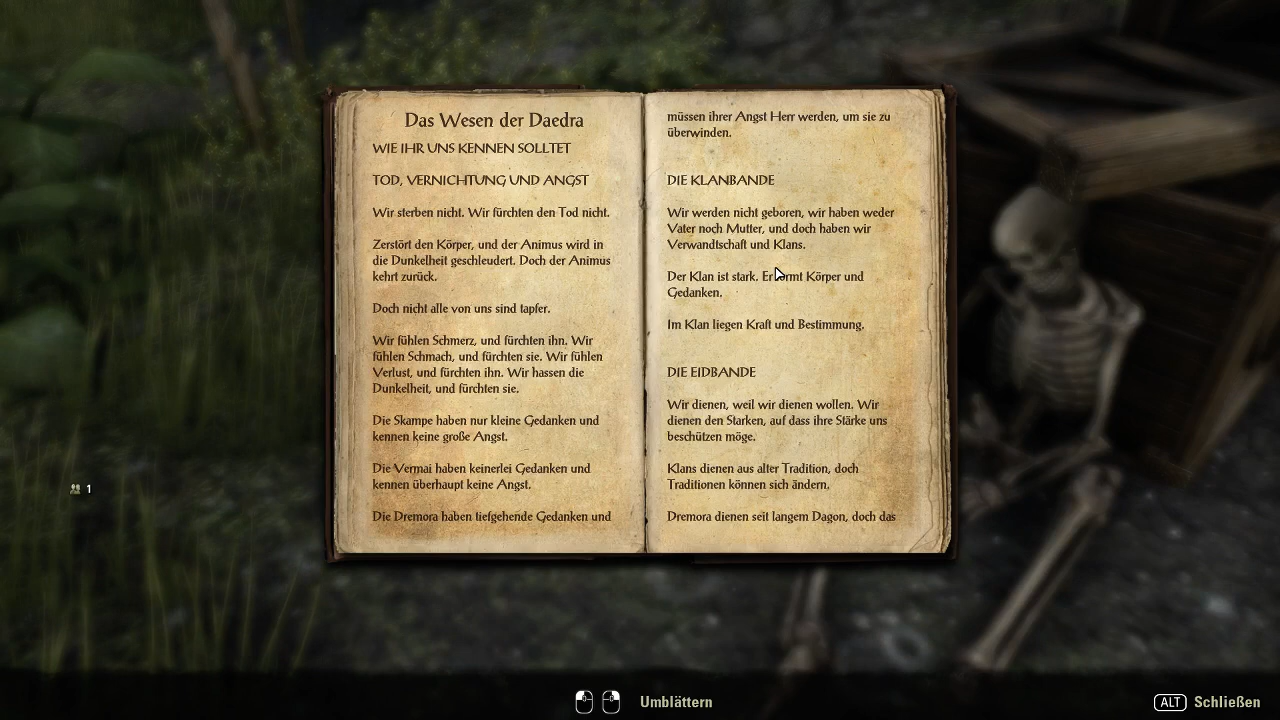 Das Wesen der Daedra
WIE IHR UNS KENNEN SOLLTET
TOD, VERNICHTUNG UND ANGST
Wir sterben nicht. Wir fürchten den Tod nicht.
Zerstört den Körper, und der Animus wird in
die Dunkelheit geschleudert. Doch der Animus
kehrt zurück.
Doch nicht alle von uns sind tapfer.
Wir fühlen Schmerz, und fürchten ihn. Wir
fühlen Schmach, und fürchten sie. Wir fühlen
Verlust, und fürchten ihn. Wir hassen die
Dunkelheit, und fürchten sie.
Die Skampe haben nur kleine Gedanken und
kennen keine große Angst.
Die Vermai haben keinerlei Gedanken und
kennen überhaupt keine Angst.
Die Dremora haben tiefgehende Gedanken und
müssen ihrer Angst Herr werden, um sie zu
überwinden.
DIE KLANBANDE
Wir werden nicht geboren, wir haben weder
Vater noch Mutter, und doch haben wir
Verwandtschaft und Klans.
Der Klan ist stark. Er Körper und
Gedanken.
Im Klan liegen Kraft und Bestimmung.
DIE EIDBANDE
Wir dienen, weil wir dienen wollen. Wir
dienen den Starken, auf dass ihre Stärke uns
beschützen möge.
Klans dienen aus alter Tradition, doch
Traditionen können sich ändern.
Dremora dienen seit langem Dagon, doch das
1
Umblättern
ALT Schließen